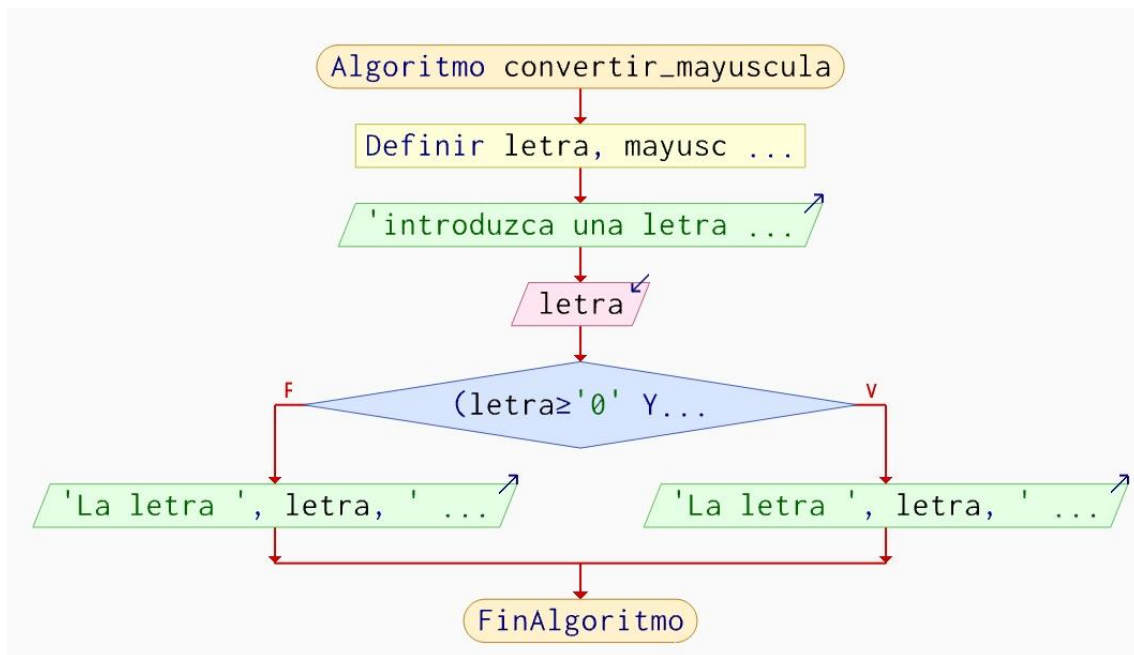 Algoritmo convertir_mayuscula
Definir letra, mayusc ...
'introduzca una letra ...
letra
F
(letra≥'0' Y...
V
'La letra ', letra, ' ...
'La letra ', letra, ' ...
FinAlgoritmo